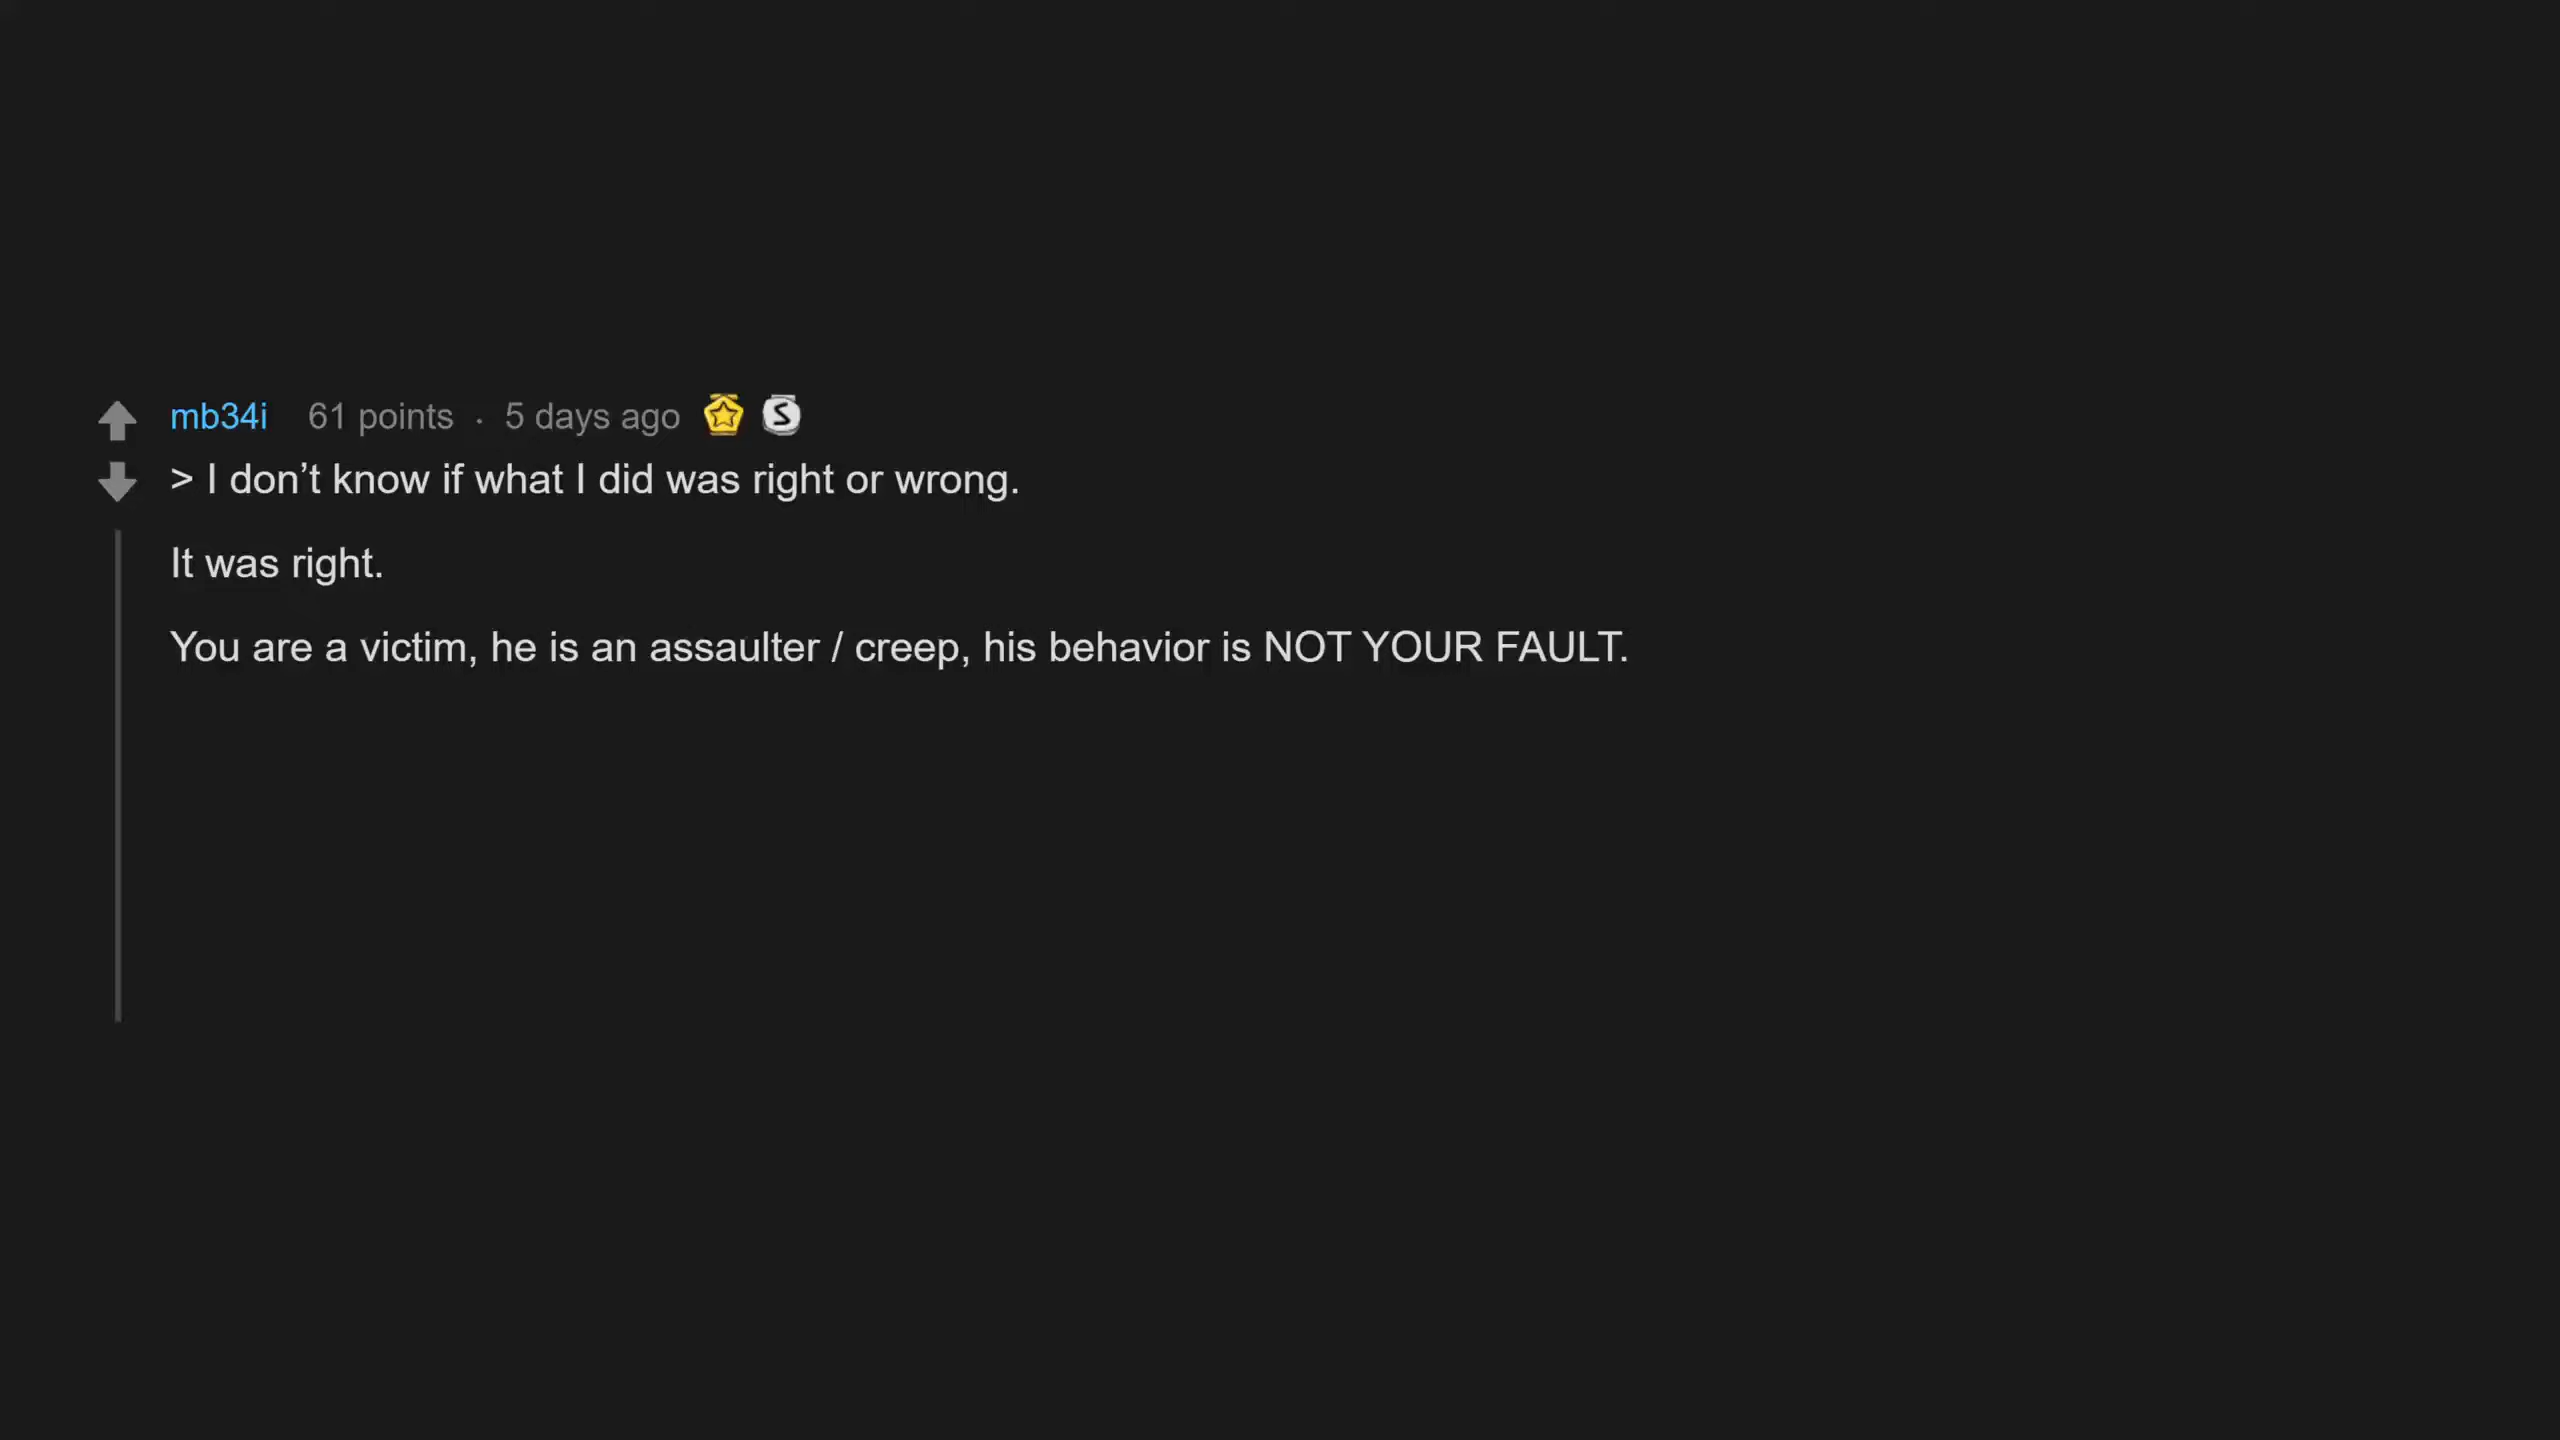 mb34i 61 points · 5 days ago S
> I don’t know if what I did was right or wrong.
It was right.
You are a victim, he is an assaulter / creep, his behavior is NOT YOUR FAULT.